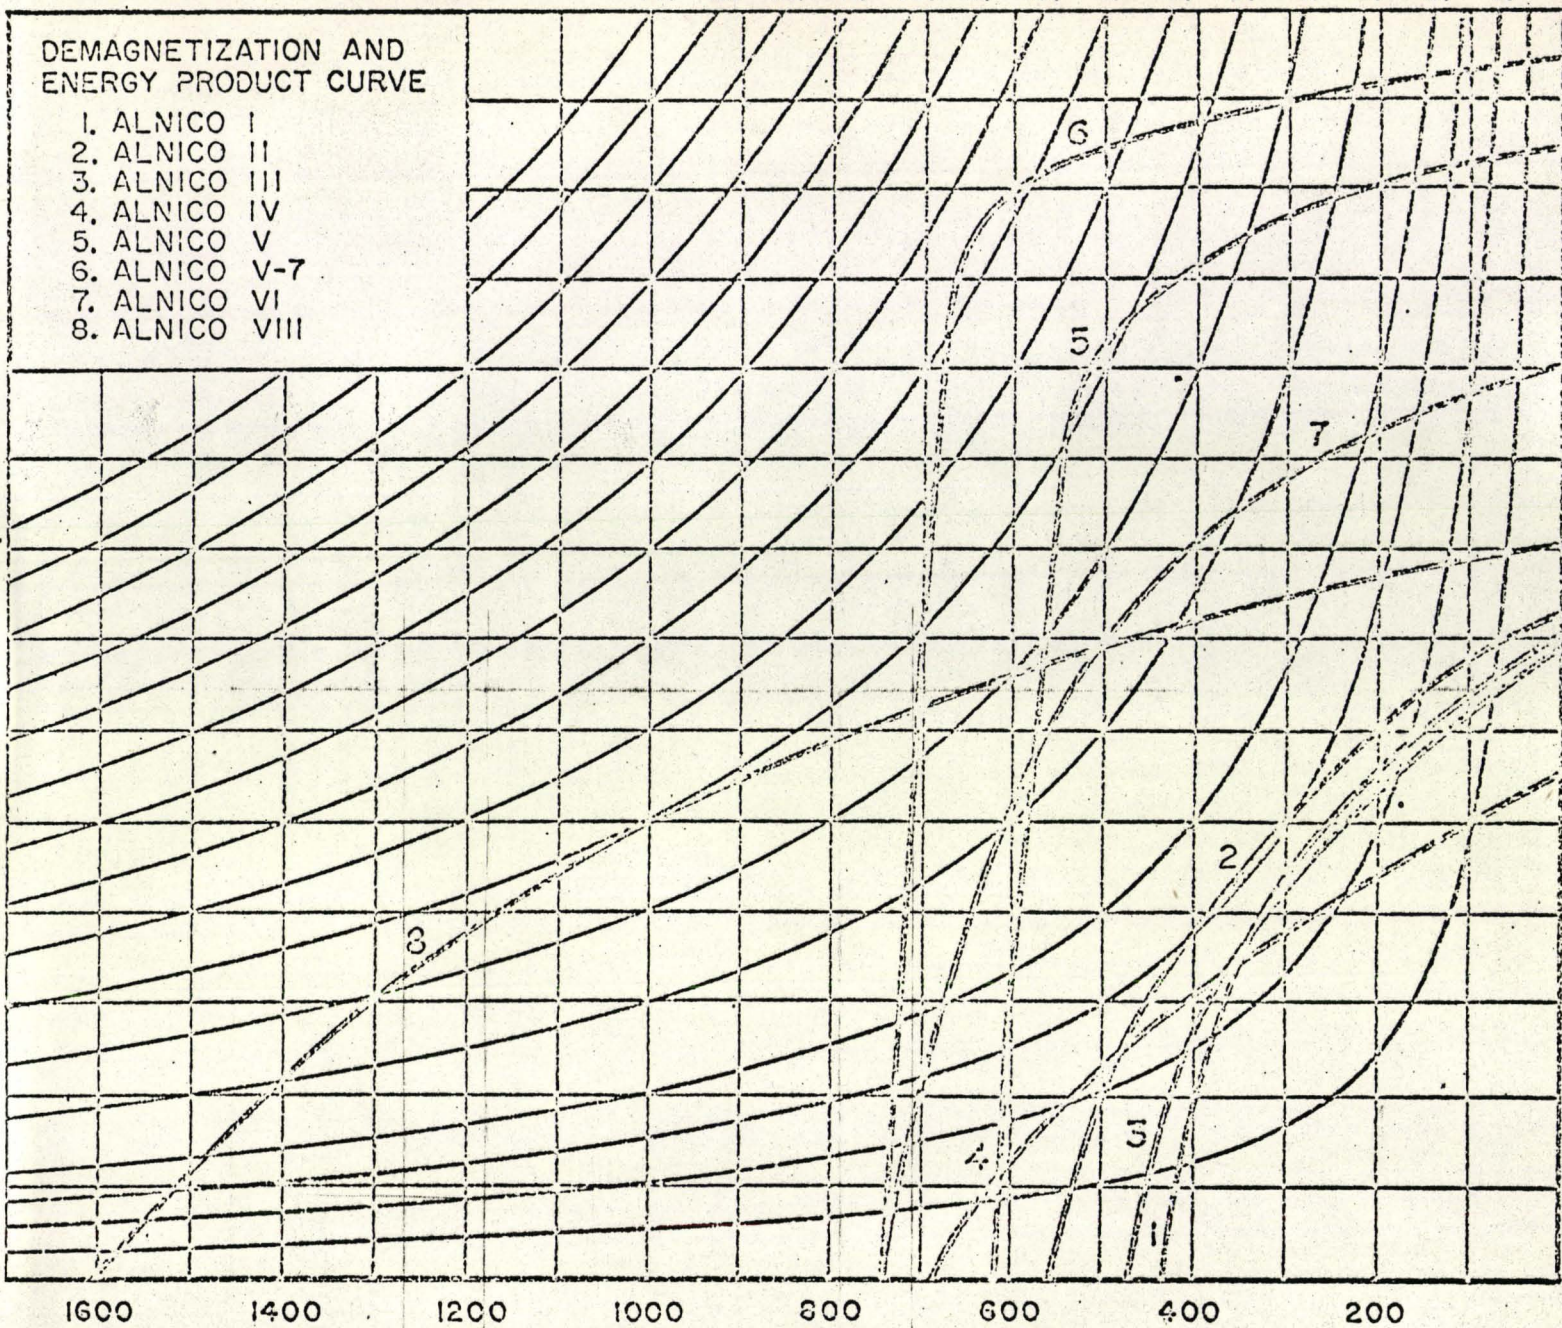 DEMAGNETIZATION AND
ENERGY PRODUCT CURVE
1. ALNICO I
2. ALNICO II
3. ALNICO III
4. ALNICO IV
5. ALNICO V
6. ALNICO V-7
7. ALNICO VI
8. ALNICO VIII
6
5
7
2
8
3
4
1
1600 1400 1200 1000 800 600 400 200